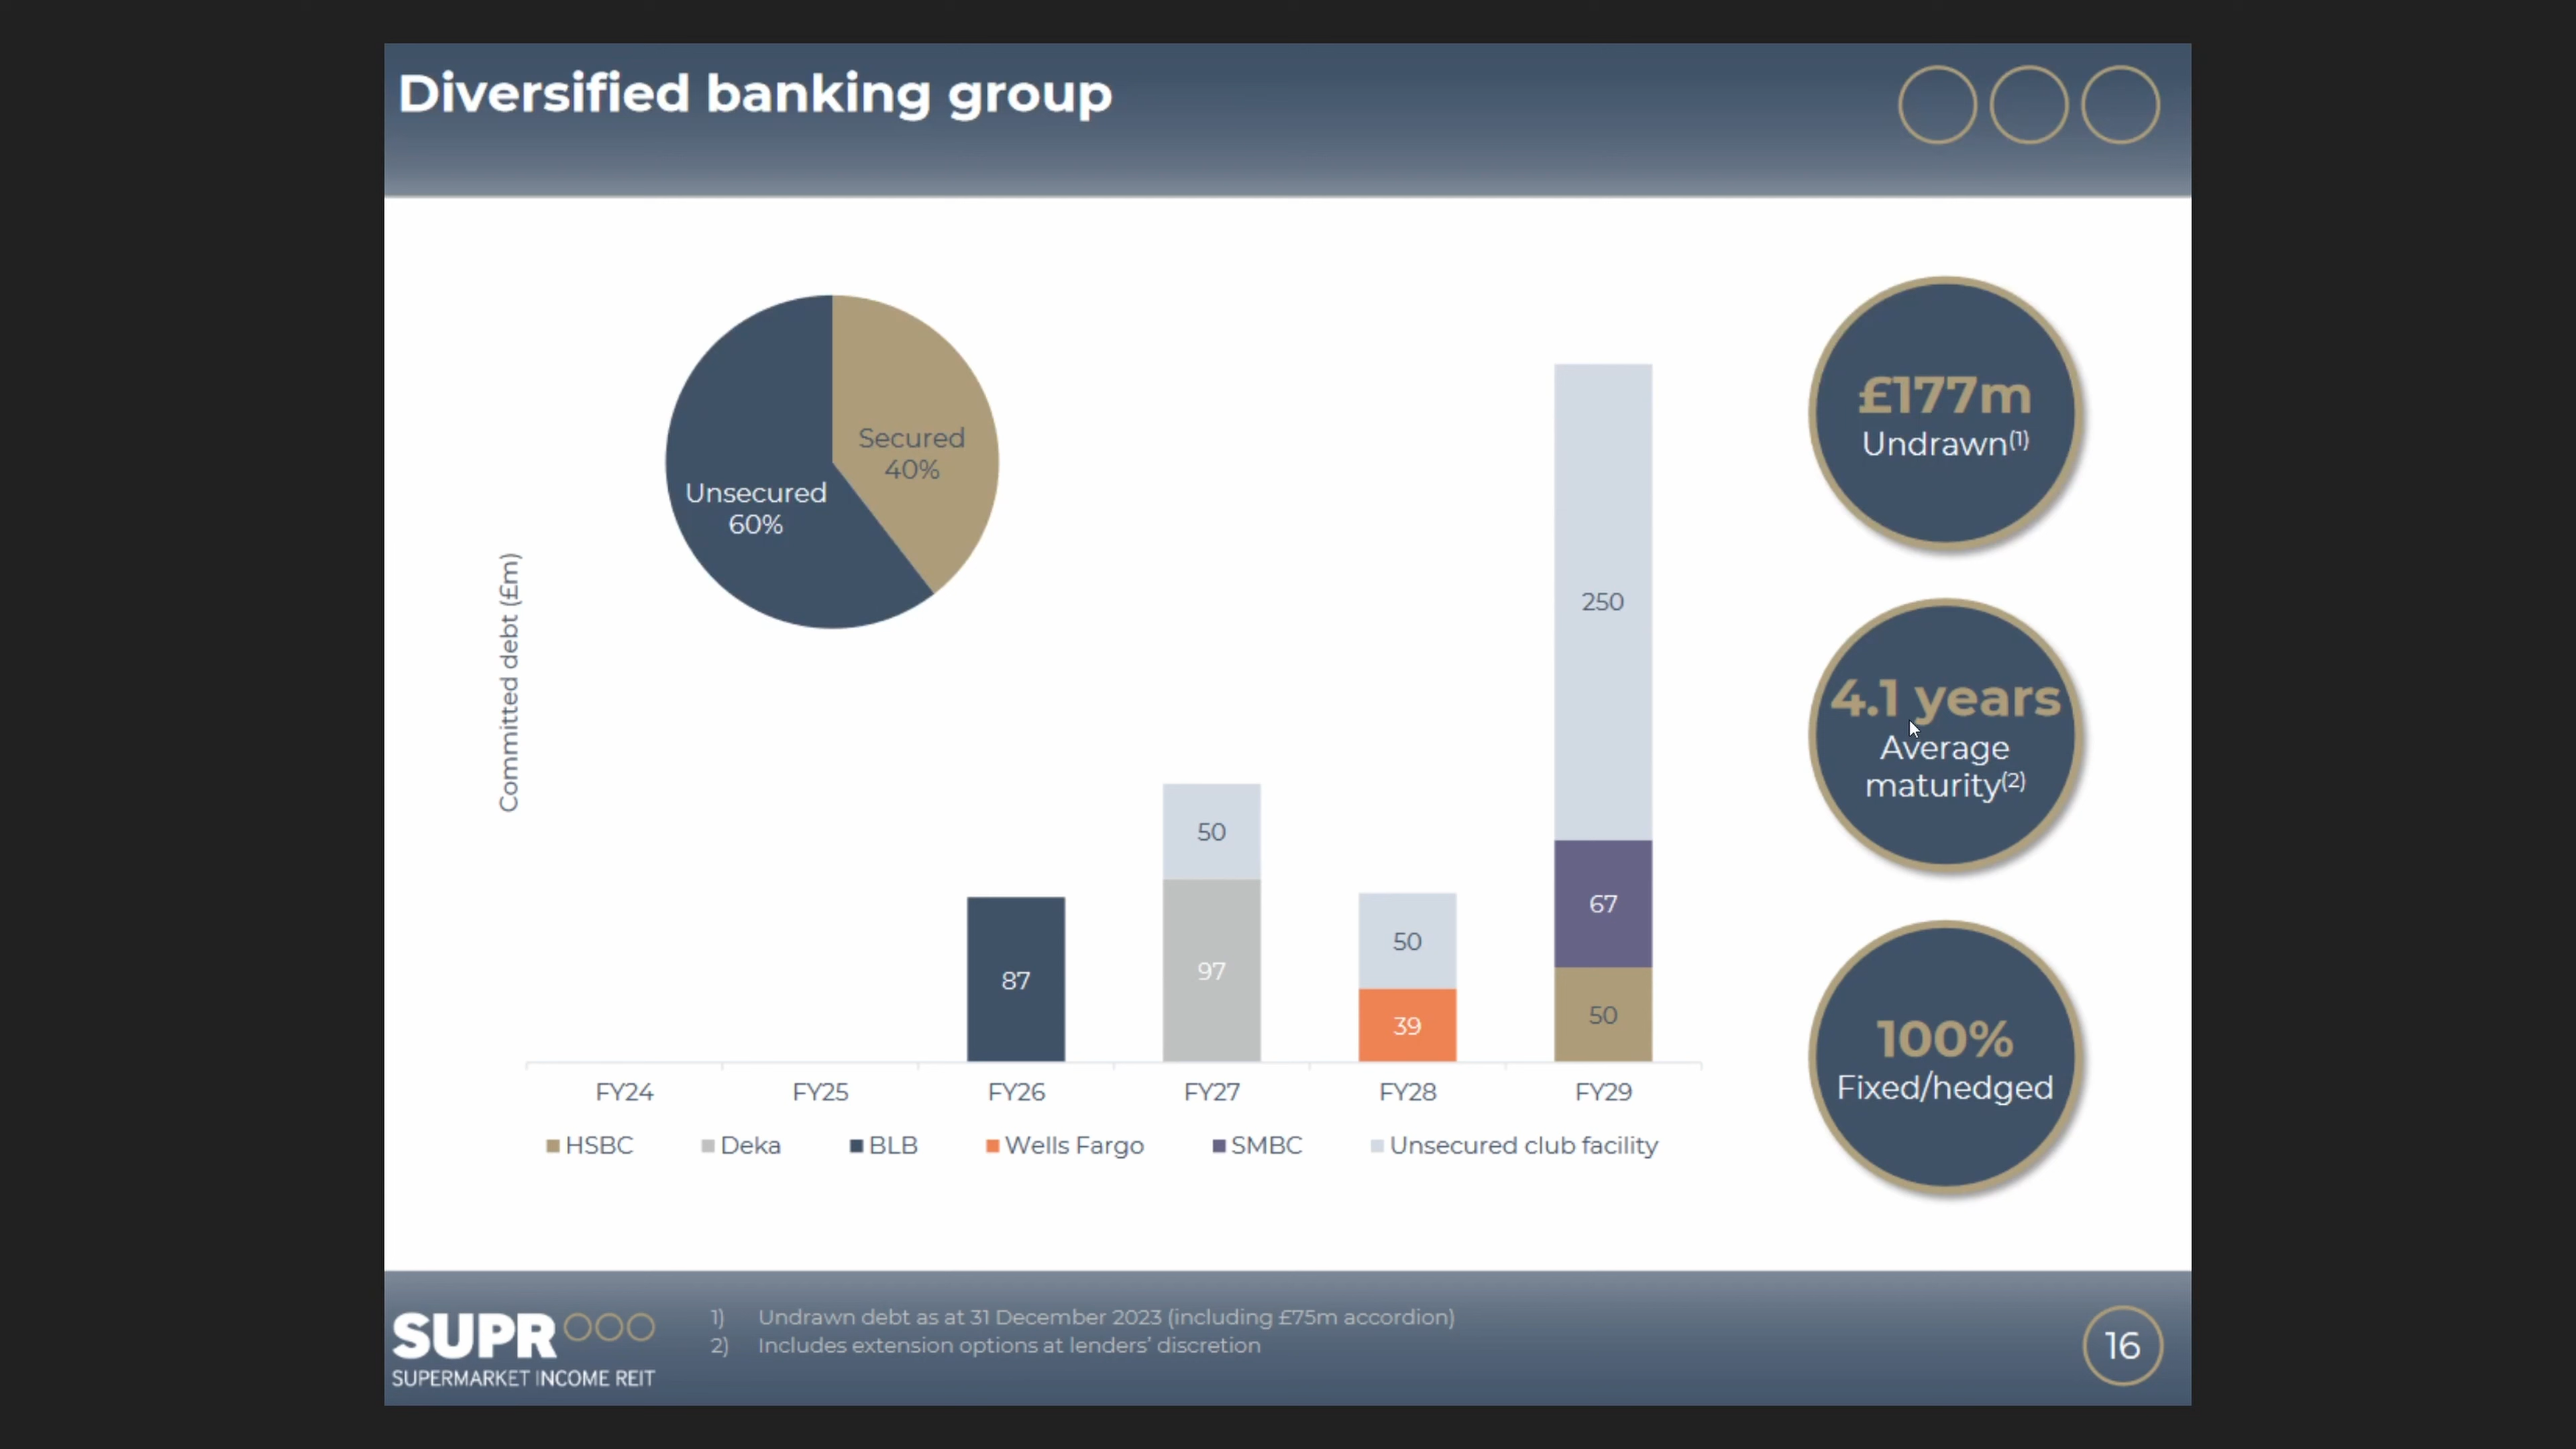 Diversified banking group
Secured
40%
Unsecured
60%
Committed debt (£m)
87
50
97
50
39
250
67
50
FY24
FY25
FY26
FY27
FY28
FY29
HSBC
Deka
BLB
Wells Fargo
SMBC
Unsecured club facility
£177m
Undrawn(1)
4.1 years
Average
maturity(2)
100%
Fixed/hedged
SUPR
SUPERMARKET INCOME REIT
1) Undrawn debt as at 31 December 2023 (including £75m accordion)
2) Includes extension options at lenders’ discretion
16